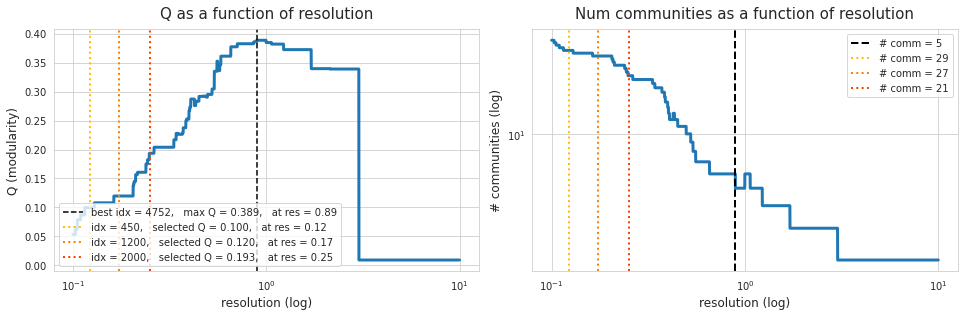 Q as a function of resolution
Q (modularity)
0.40
0.35
0.30
0.25
0.20
0.15
0.10
0.05
0.00
best idx = 4752,   max Q = 0.389,   at res = 0.89
idx = 450,   selected Q = 0.100,   at res = 0.12
idx = 1200,   selected Q = 0.120,   at res = 0.17
idx = 2000,   selected Q = 0.193,   at res = 0.25
10⁻¹ 10⁰ 10¹
resolution (log)
Num communities as a function of resolution
# communities (log)
10¹
# comm = 5
# comm = 29
# comm = 27
# comm = 21
10⁻¹ 10⁰ 10¹
resolution (log)